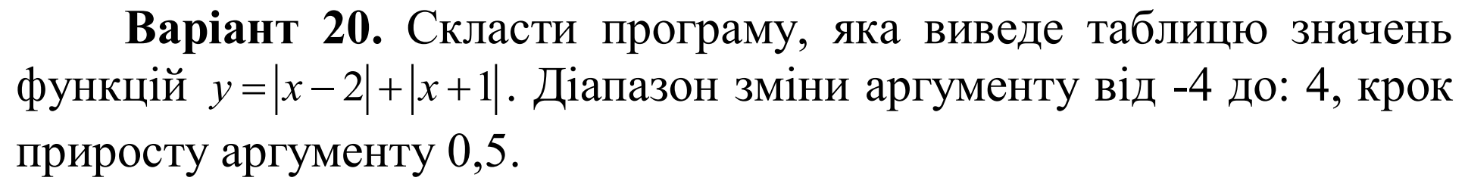 Варіант 20. Скласти програму, яка виведе таблицю значень
функцій y = |x − 2| + |x + 1|. Діапазон зміни аргументу від -4 до: 4, крок
приросту аргументу 0,5.